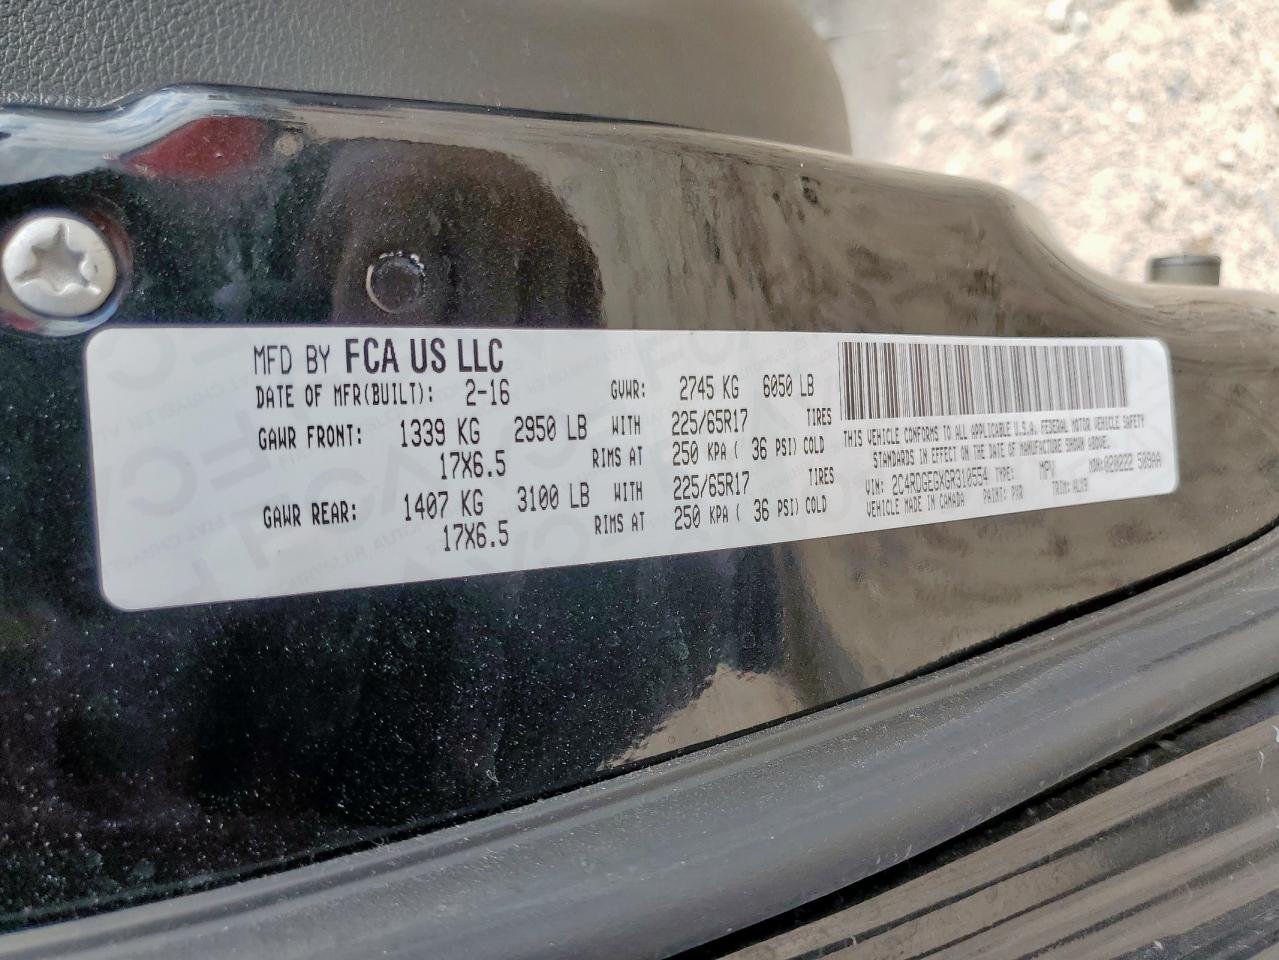 MFD BY FCA US LLC
DATE OF MFR(BUILT): 2-16 GVWR: 2745 KG 6050 LB
GAWR FRONT: 1339 KG 2950 LB WITH 225/65R17 TIRES
17X6.5 RIMS AT 250 KPA ( 36 PSI) COLD
GAWR REAR: 1407 KG 3100 LB WITH 225/65R17 TIRES
17X6.5 RIMS AT 250 KPA ( 36 PSI) COLD
THIS VEHICLE CONFORMS TO ALL APPLICABLE U.S.A. FEDERAL MOTOR VEHICLE SAFETY
STANDARDS IN EFFECT ON THE DATE OF MANUFACTURE SHOWN ABOVE.
VIN: 2C4RDGEGXGR310554 TYPE: MPV MDH: 020222 509AA
VEHICLE MADE IN CANADA PAINT: PXR TRIM: